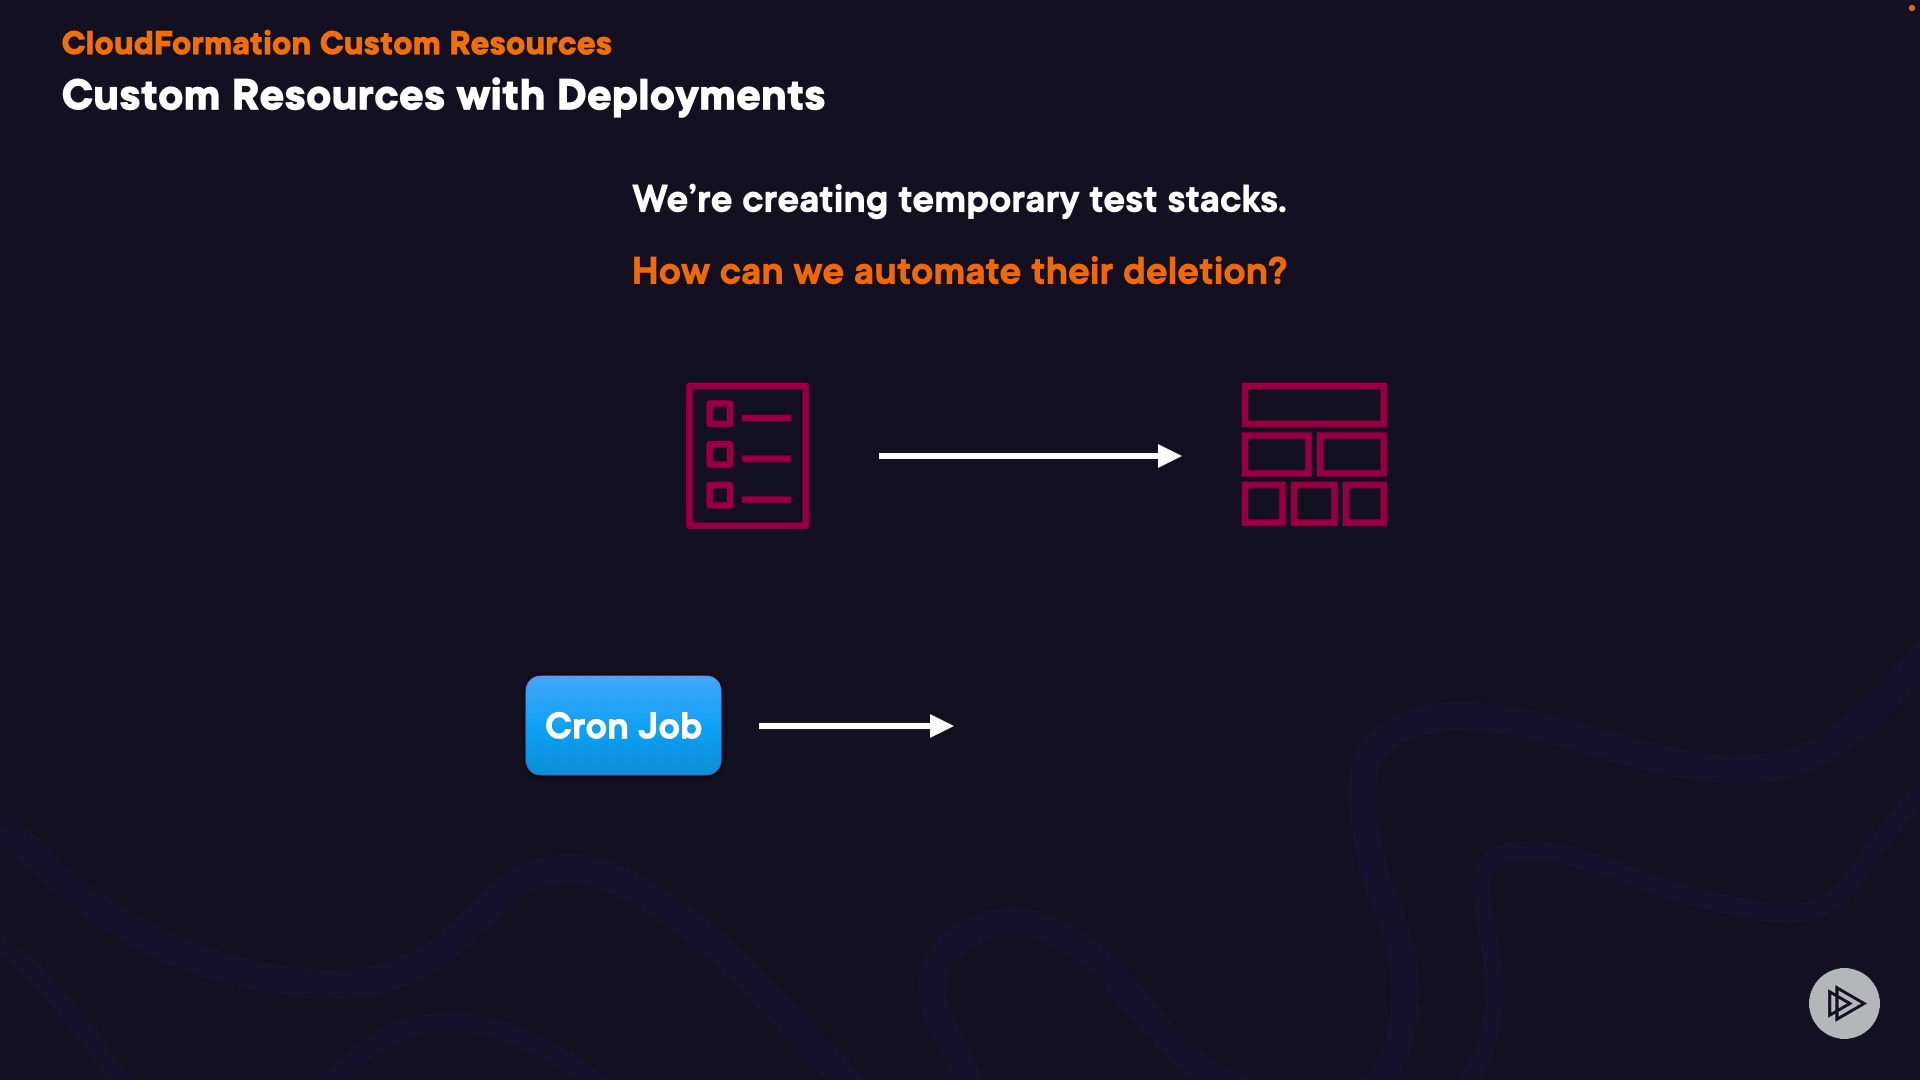 CloudFormation Custom Resources
Custom Resources with Deployments
We’re creating temporary test stacks.
How can we automate their deletion?
Cron Job